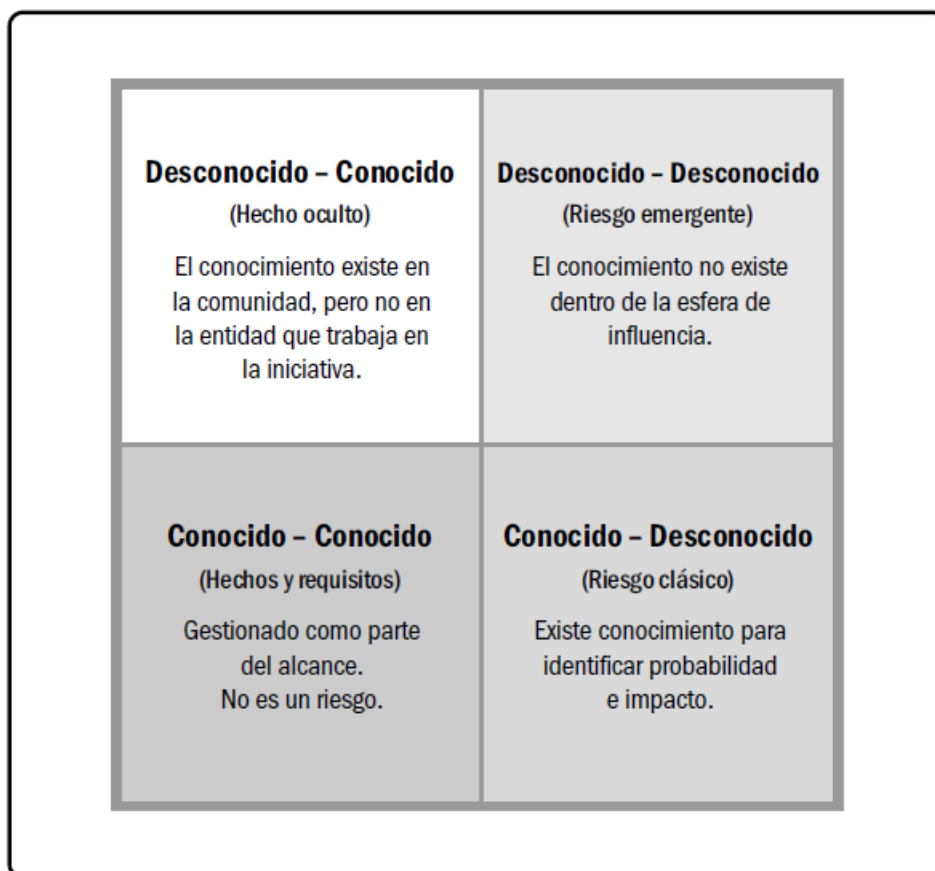 Desconocido – Conocido
(Hecho oculto)
El conocimiento existe en
la comunidad, pero no en
la entidad que trabaja en
la iniciativa.
Desconocido – Desconocido
(Riesgo emergente)
El conocimiento no existe
dentro de la esfera de
influencia.
Conocido – Conocido
(Hechos y requisitos)
Gestionado como parte
del alcance.
No es un riesgo.
Conocido – Desconocido
(Riesgo clásico)
Existe conocimiento para
identificar probabilidad
e impacto.